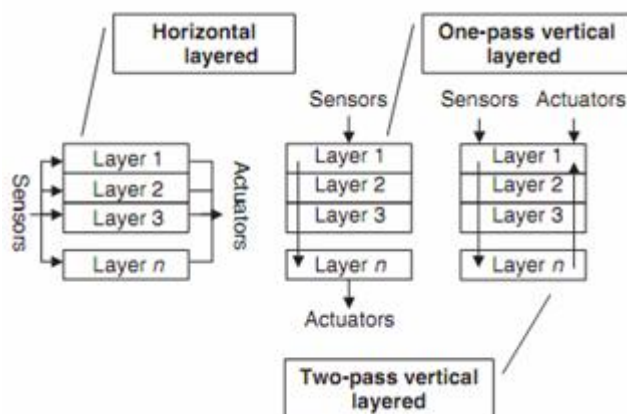 Horizontal
layered
One-pass vertical
layered
Sensors
Layer 1
Layer 2
Layer 3
Layer n
Actuators
Sensors
Layer 1
Layer 2
Layer 3
Layer n
Actuators
Sensors
Actuators
Layer 1
Layer 2
Layer 3
Layer n
Two-pass vertical
layered